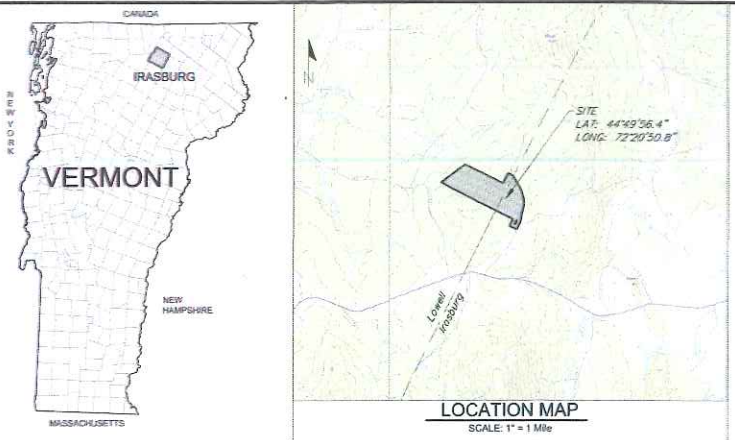 CANADA
IRASBURG
NEW YORK
VERMONT
NEW
HAMPSHIRE
MASSACHUSETTS
N
SITE
LAT: 44°49'56.4"
LONG: 72°20'50.8"
Lowell
Irasburg
LOCATION MAP
SCALE: 1" = 1 Mile